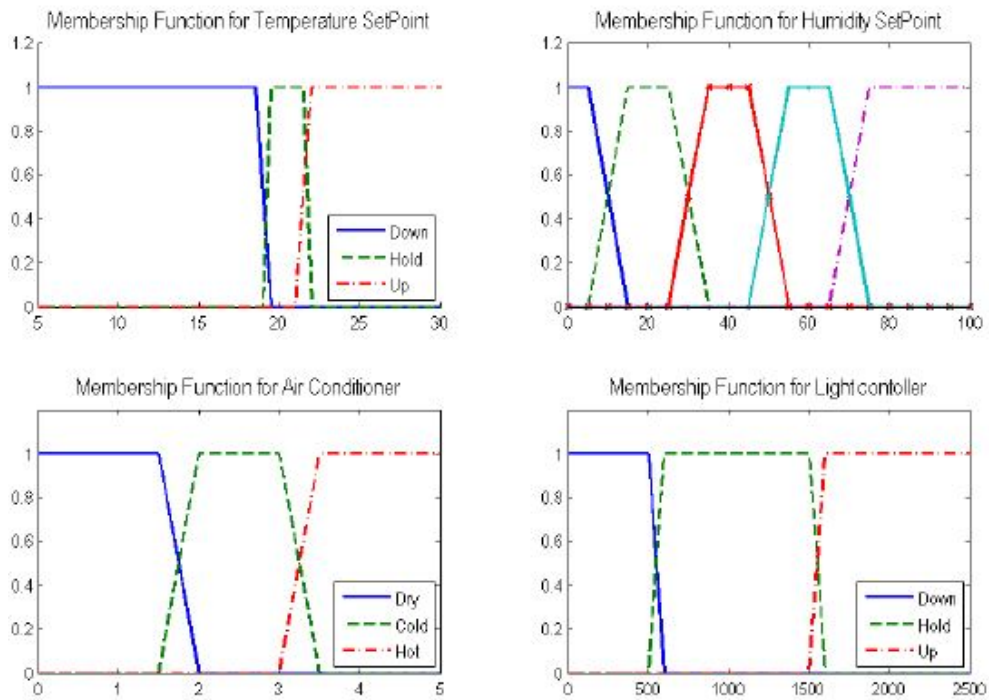 Membership Function for Temperature SetPoint
1.2
1
0.8
0.6
0.4
0.2
0
5 10 15 20 25 30
Down
Hold
Up
Membership Function for Humidity SetPoint
1.2
1
0.8
0.6
0.4
0.2
0
0 20 40 60 80 100
Membership Function for Air Conditioner
1
0.8
0.6
0.4
0.2
0
0 1 2 3 4 5
Dry
Cold
Hot
Membership Function for Light contoller
1
0.8
0.6
0.4
0.2
0
500 1000 1500 2000 2500
Down
Hold
Up